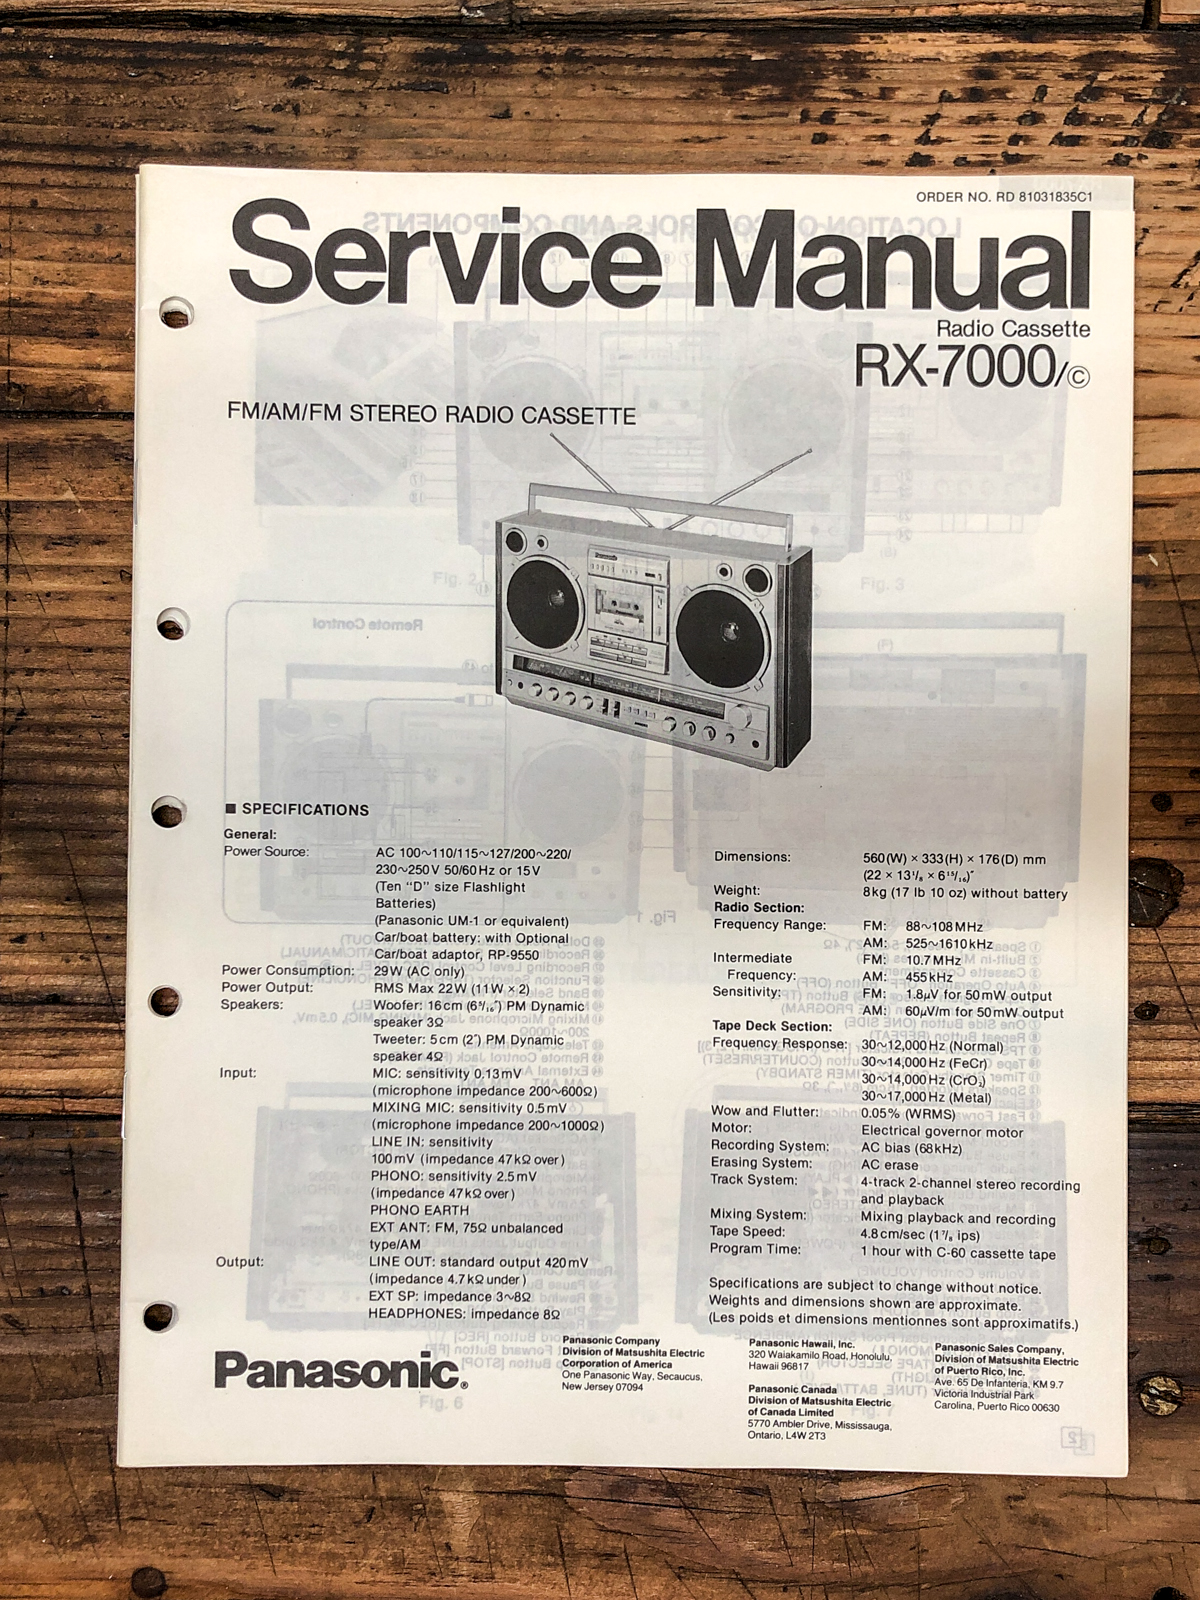 ORDER NO. RD 81031835C1
Service Manual
Radio Cassette
RX-7000/Ⓒ
FM/AM/FM STEREO RADIO CASSETTE
■ SPECIFICATIONS
General:
Power Source: AC 100~110/115~127/200~220/
230~250V 50/60Hz or 15V
(Ten "D" size Flashlight
Batteries)
(Panasonic UM-1 or equivalent)
Car/boat battery: with Optional
Car/boat adaptor, RP-9550
Power Consumption: 29W (AC only)
Power Output: RMS Max 22W (11W × 2)
Speakers: Woofer: 16cm (6⁵/₁₆") PM Dynamic
speaker 3Ω
Tweeter: 5cm (2") PM Dynamic
speaker 4Ω
Input: MIC: sensitivity 0.13mV
(microphone impedance 200~600Ω)
MIXING MIC: sensitivity 0.5mV
(microphone impedance 200~1000Ω)
LINE IN: sensitivity
100mV (impedance 47kΩ over)
PHONO: sensitivity 2.5mV
(impedance 47kΩ over)
PHONO EARTH
EXT ANT: FM, 75Ω unbalanced
type/AM
Output: LINE OUT: standard output 420mV
(impedance 4.7kΩ under)
EXT SP: impedance 3~8Ω
HEADPHONES: impedance 8Ω
Dimensions: 560(W) × 333(H) × 176(D) mm
(22 × 13¹/₈ × 6¹⁵/₁₆)"
Weight: 8kg (17 lb 10 oz) without battery
Radio Section:
Frequency Range: FM: 88~108MHz
AM: 525~1610kHz
Intermediate FM: 10.7MHz
Frequency: AM: 455kHz
Sensitivity: FM: 1.8μV for 50mW output
AM: 60μV/m for 50mW output
Tape Deck Section:
Frequency Response: 30~12,000Hz (Normal)
30~14,000Hz (FeCr)
30~14,000Hz (CrO₂)
30~17,000Hz (Metal)
Wow and Flutter: 0.05% (WRMS)
Motor: Electrical governor motor
Recording System: AC bias (68kHz)
Erasing System: AC erase
Track System: 4-track 2-channel stereo recording
and playback
Mixing System: Mixing playback and recording
Tape Speed: 4.8cm/sec (1⁷/₈ ips)
Program Time: 1 hour with C-60 cassette tape
Specifications are subject to change without notice.
Weights and dimensions shown are approximate.
(Les poids et dimensions mentionnes sont approximatifs.)
Panasonic®
Panasonic Company
Division of Matsushita Electric
Corporation of America
One Panasonic Way, Secaucus,
New Jersey 07094
Panasonic Hawaii, Inc.
320 Waiakamilo Road, Honolulu,
Hawaii 96817
Panasonic Canada
Division of Matsushita Electric
of Canada Limited
5770 Ambler Drive, Mississauga,
Ontario, L4W 2T3
Panasonic Sales Company,
Division of Matsushita Electric
of Puerto Rico, Inc.
Ave. 65 De Infanteria, KM 9.7
Victoria Industrial Park
Carolina, Puerto Rico 00630